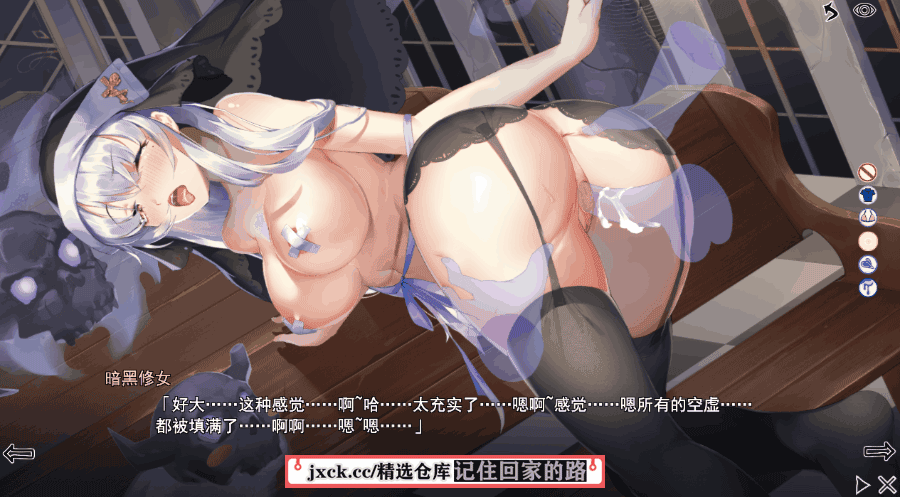 暗黑修女
「好大……这种感觉……啊~哈……太充实了……嗯啊~感觉……嗯所有的空虚……
都被填满了……啊啊……嗯~嗯……」
jxck.cc/精选仓库 记住回家的路